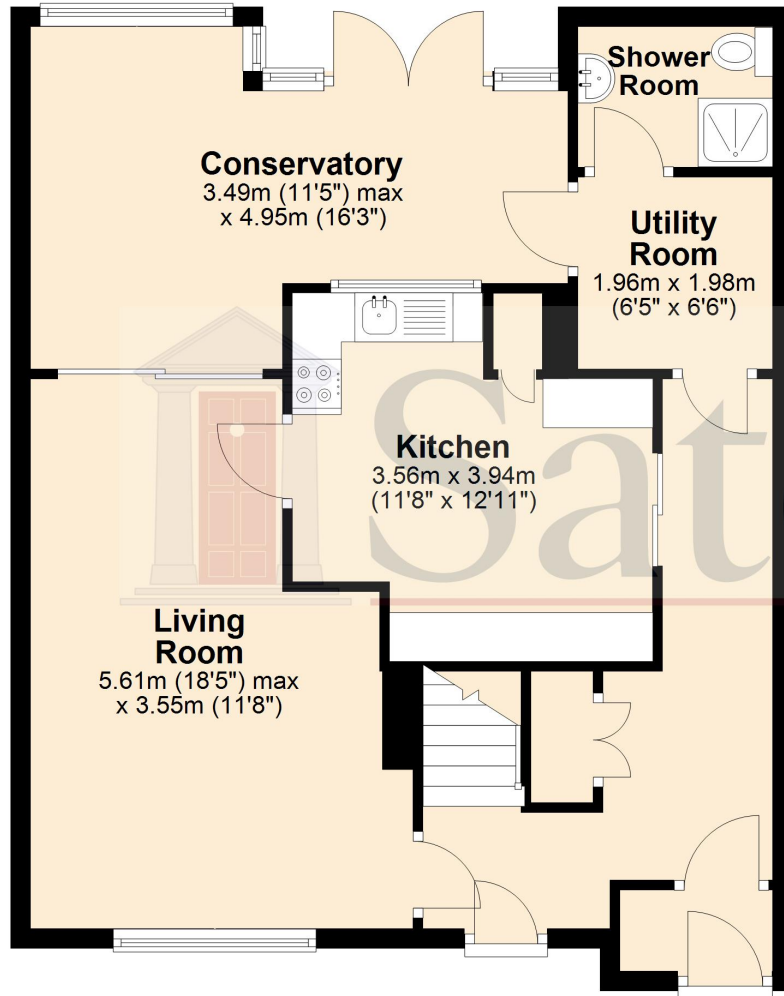 Shower
Room
Conservatory
3.49m (11'5") max
x 4.95m (16'3")
Utility
Room
1.96m x 1.98m
(6'5" x 6'6")
Kitchen
3.56m x 3.94m
(11'8" x 12'11")
Sat
Living
Room
5.61m (18'5") max
x 3.55m (11'8")